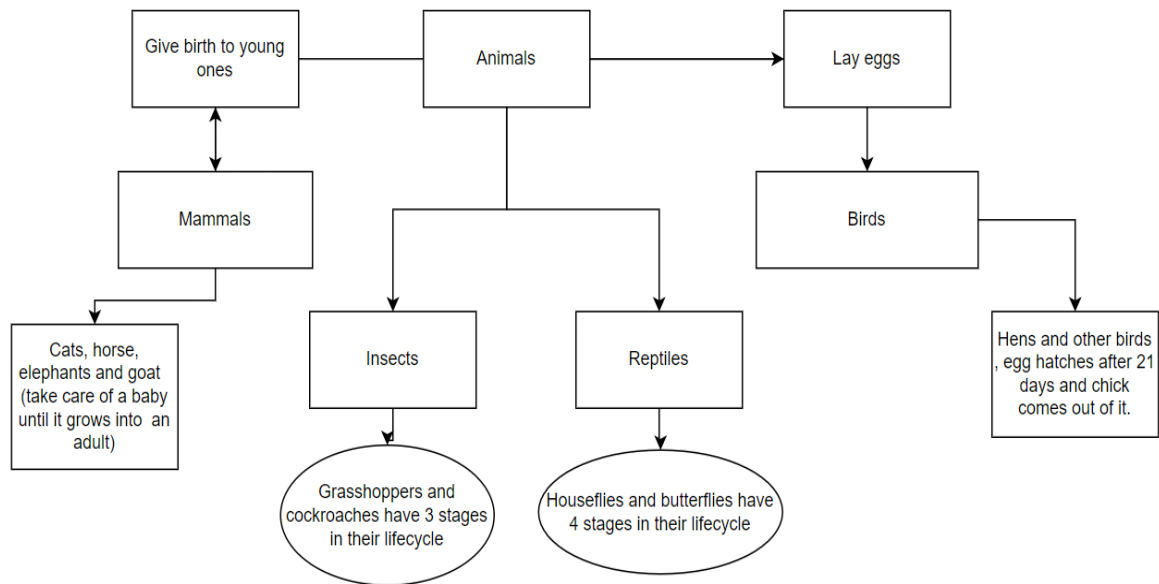 Give birth to young
ones
Animals
Lay eggs
Mammals
Birds
Insects
Reptiles
Cats, horse,
elephants and goat
(take care of a baby
until it grows into an
adult)
Hens and other birds
, egg hatches after 21
days and chick
comes out of it.
Grasshoppers and
cockroaches have 3 stages
in their lifecycle
Houseflies and butterflies have
4 stages in their lifecycle